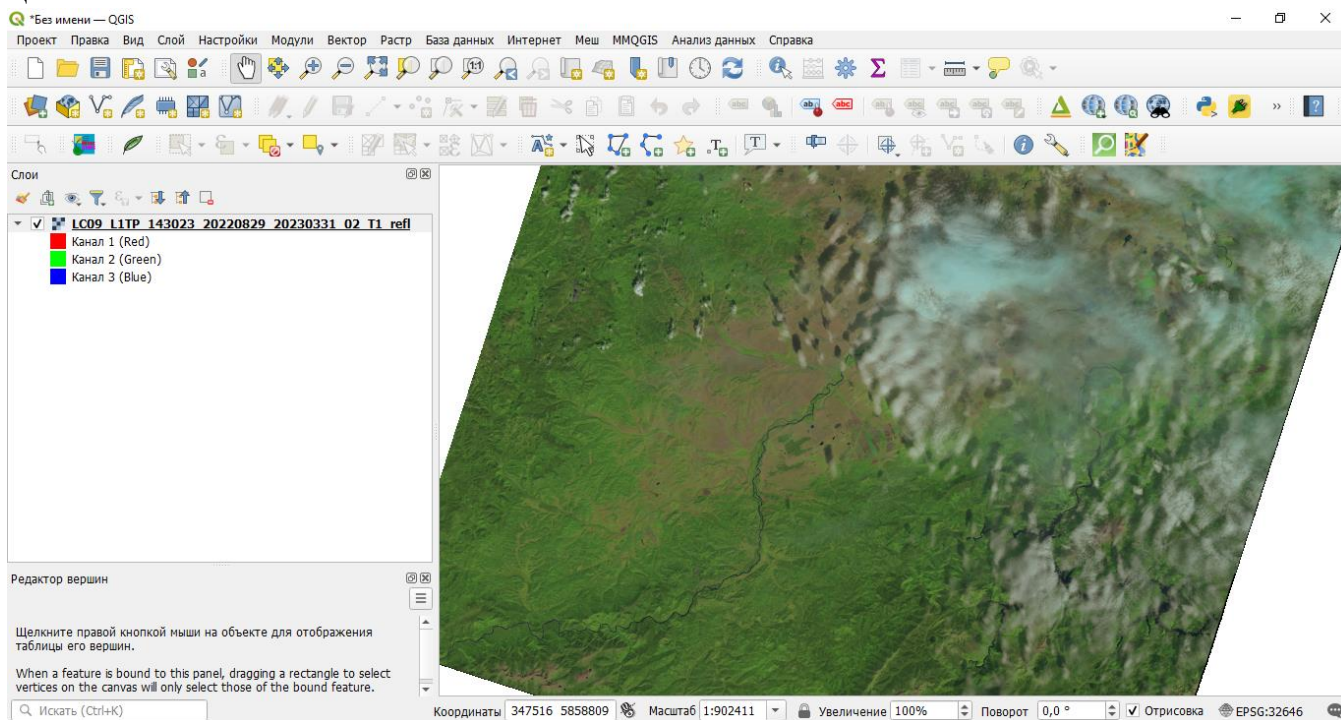 *Без имени — QGIS
Проект Правка Вид Слой Настройки Модули Вектор Растр База данных Интернет Меш MMQGIS Анализ данных Справка
Слои
LC09_L1TP_143023_20220829_20230331_02_T1_refl
Канал 1 (Red)
Канал 2 (Green)
Канал 3 (Blue)
Редактор вершин
Щелкните правой кнопкой мыши на объекте для отображения
таблицы его вершин.
When a feature is bound to this panel, dragging a rectangle to select
vertices on the canvas will only select those of the bound feature.
Искать (Ctrl+K) Координаты 347516 5858809 Масштаб 1:902411 Увеличение 100% Поворот 0,0 ° Отрисовка EPSG:32646